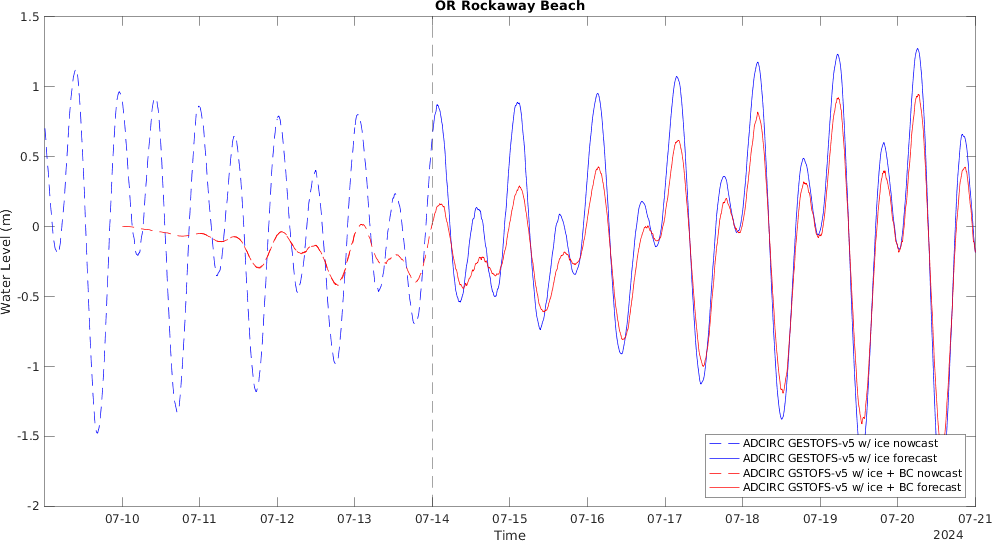 OR Rockaway Beach
1.5
1
0.5
0
-0.5
-1
-1.5
-2
Water Level (m)
07-10 07-11 07-12 07-13 07-14 07-15 07-16 07-17 07-18 07-19 07-20 07-21
Time
2024
ADCIRC GESTOFS-v5 w/ ice nowcast
ADCIRC GESTOFS-v5 w/ ice forecast
ADCIRC GSTOFS-v5 w/ ice + BC nowcast
ADCIRC GSTOFS-v5 w/ ice + BC forecast